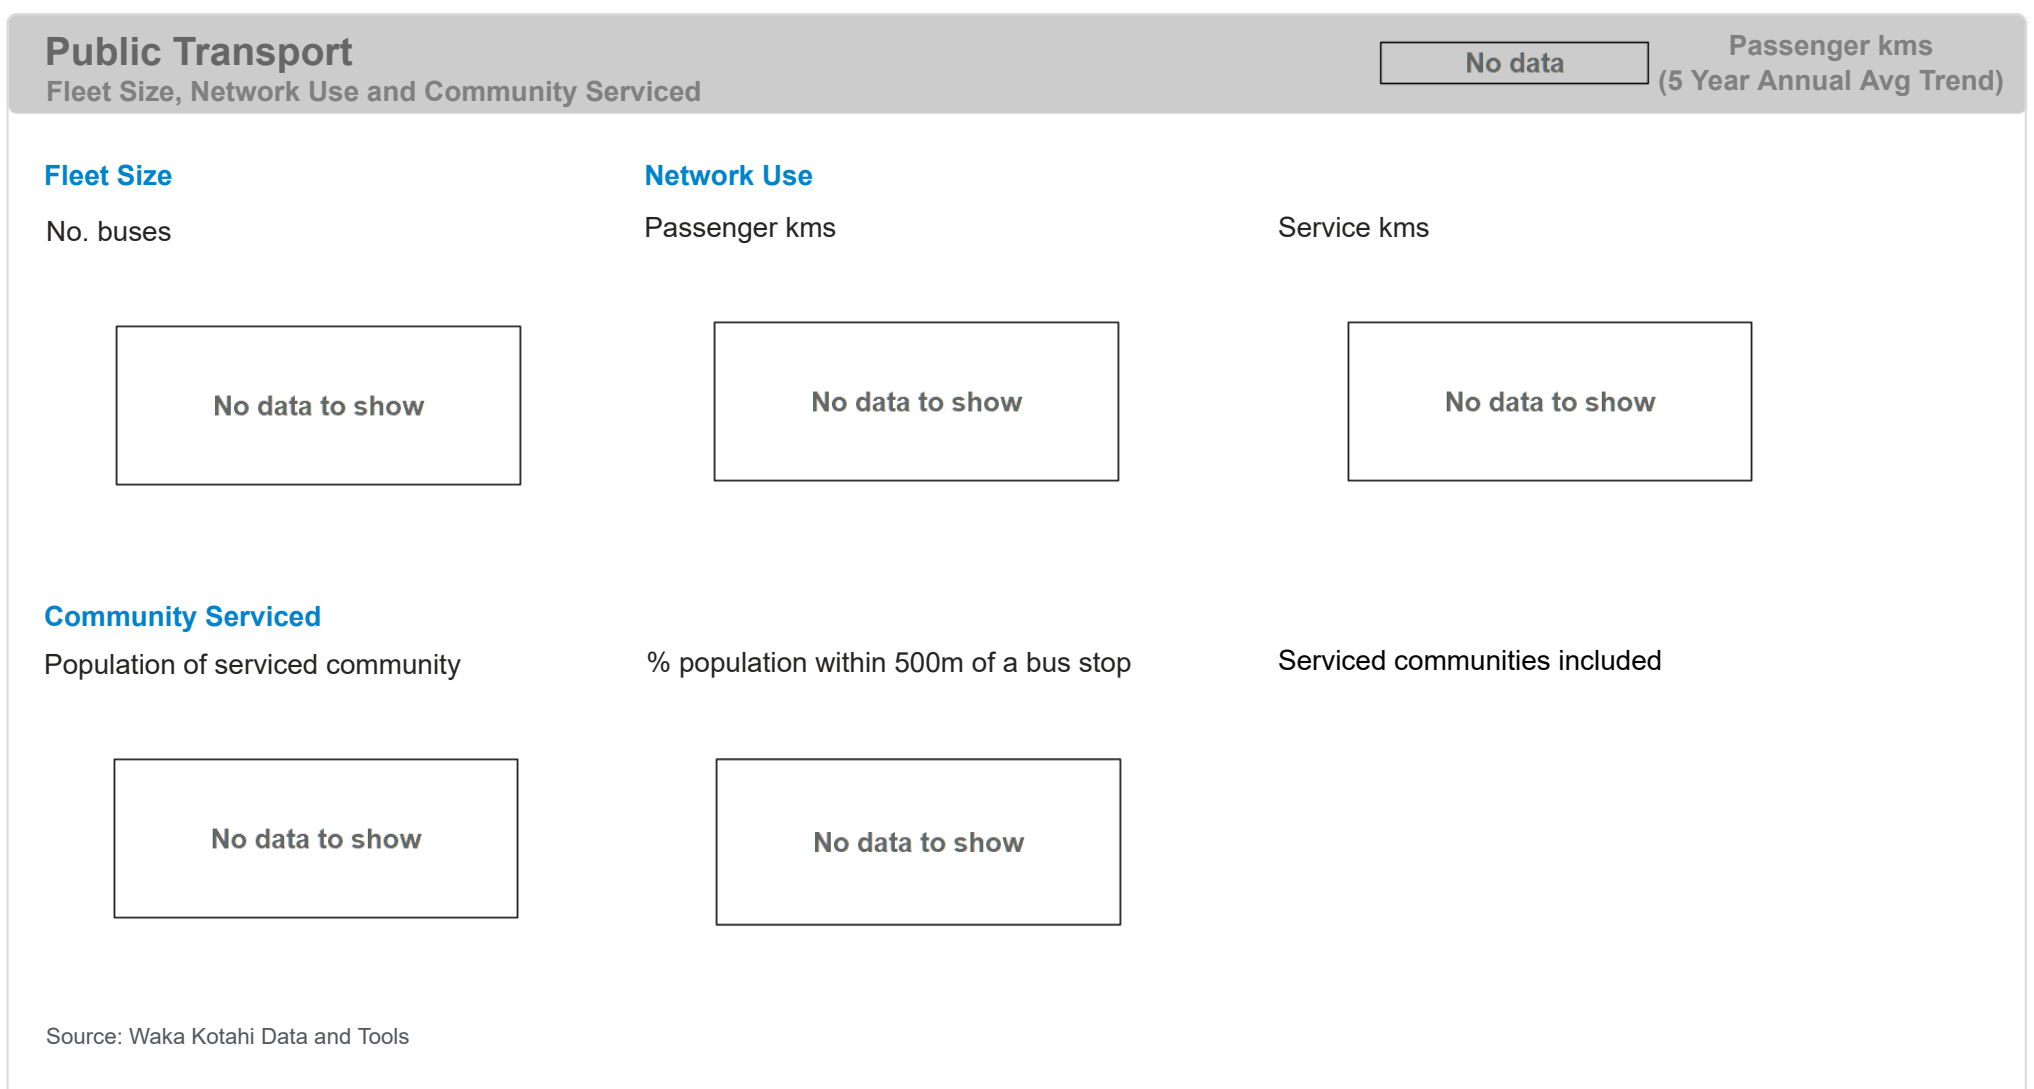 Public Transport
Fleet Size, Network Use and Community Serviced
No data
Passenger kms
(5 Year Annual Avg Trend)
Fleet Size
No. buses
No data to show
Network Use
Passenger kms
No data to show
Service kms
No data to show
Community Serviced
Population of serviced community
No data to show
% population within 500m of a bus stop
No data to show
Serviced communities included
Source: Waka Kotahi Data and Tools